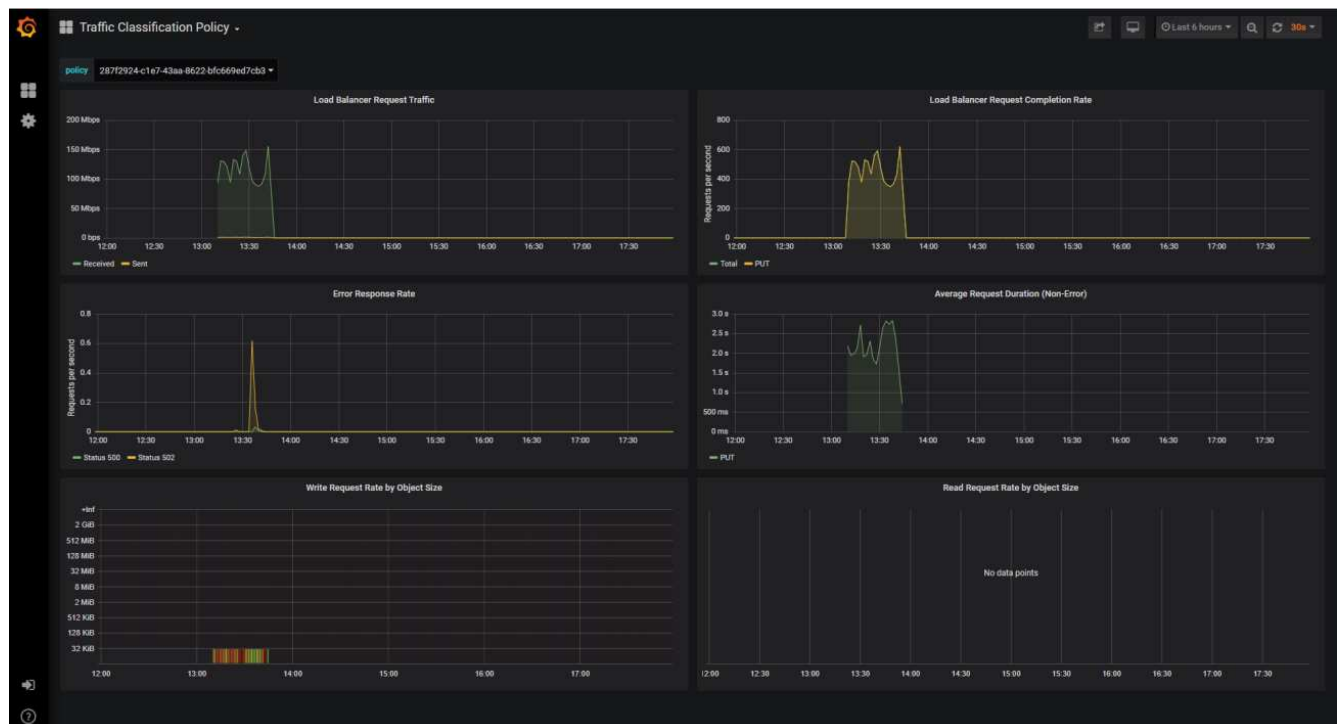 Traffic Classification Policy
Last 6 hours
30s
policy
287f2924-c1e7-43aa-8622-bfc669ed7cb3
Load Balancer Request Traffic
200 Mbps
150 Mbps
100 Mbps
50 Mbps
0 bps
12:00 12:30 13:00 13:30 14:00 14:30 15:00 15:30 16:00 16:30 17:00 17:30
Received Sent
Load Balancer Request Completion Rate
Requests per second
800
600
400
200
0
12:00 12:30 13:00 13:30 14:00 14:30 15:00 15:30 16:00 16:30 17:00 17:30
Total PUT
Error Response Rate
Requests per second
0.8
0.6
0.4
0.2
0
12:00 12:30 13:00 13:30 14:00 14:30 15:00 15:30 16:00 16:30 17:00 17:30
Status 500 Status 502
Average Request Duration (Non-Error)
3.0 s
2.5 s
2.0 s
1.5 s
1.0 s
500 ms
0 ms
12:00 12:30 13:00 13:30 14:00 14:30 15:00 15:30 16:00 16:30 17:00 17:30
PUT
Write Request Rate by Object Size
+Inf
2 GiB
512 MiB
128 MiB
32 MiB
8 MiB
2 MiB
512 KiB
128 KiB
32 KiB
12:00 13:00 14:00 15:00 16:00 17:00
Read Request Rate by Object Size
No data points
12:00 12:30 13:00 13:30 14:00 14:30 15:00 15:30 16:00 16:30 17:00 17:30